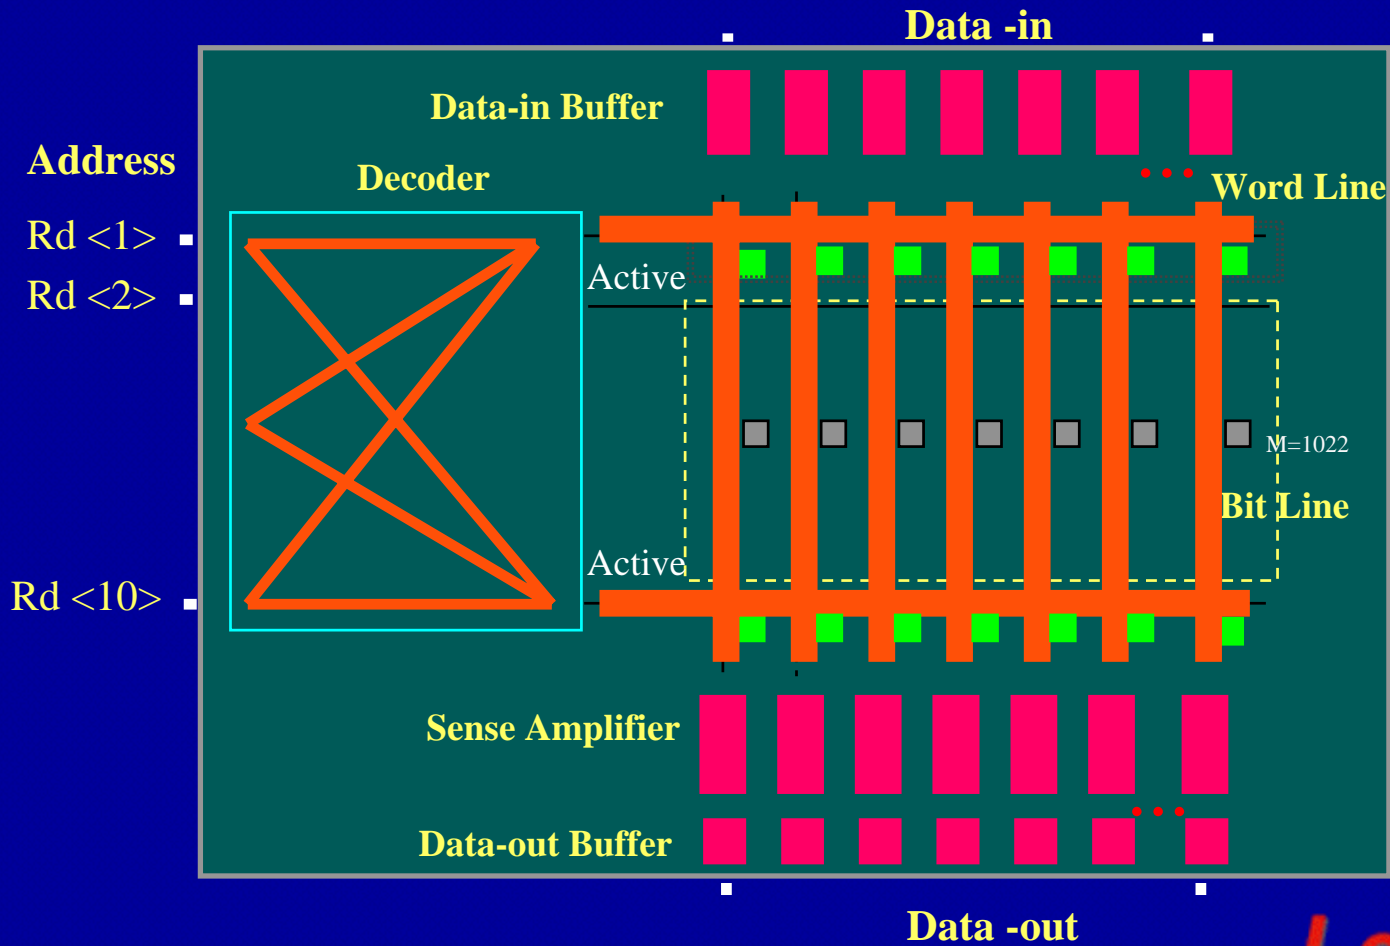 Data -in
Data-in Buffer
Address
Decoder
Word Line
Rd <1>
Active
Rd <2>
M=1022
Bit Line
Active
Rd <10>
Sense Amplifier
Data-out Buffer
Data -out